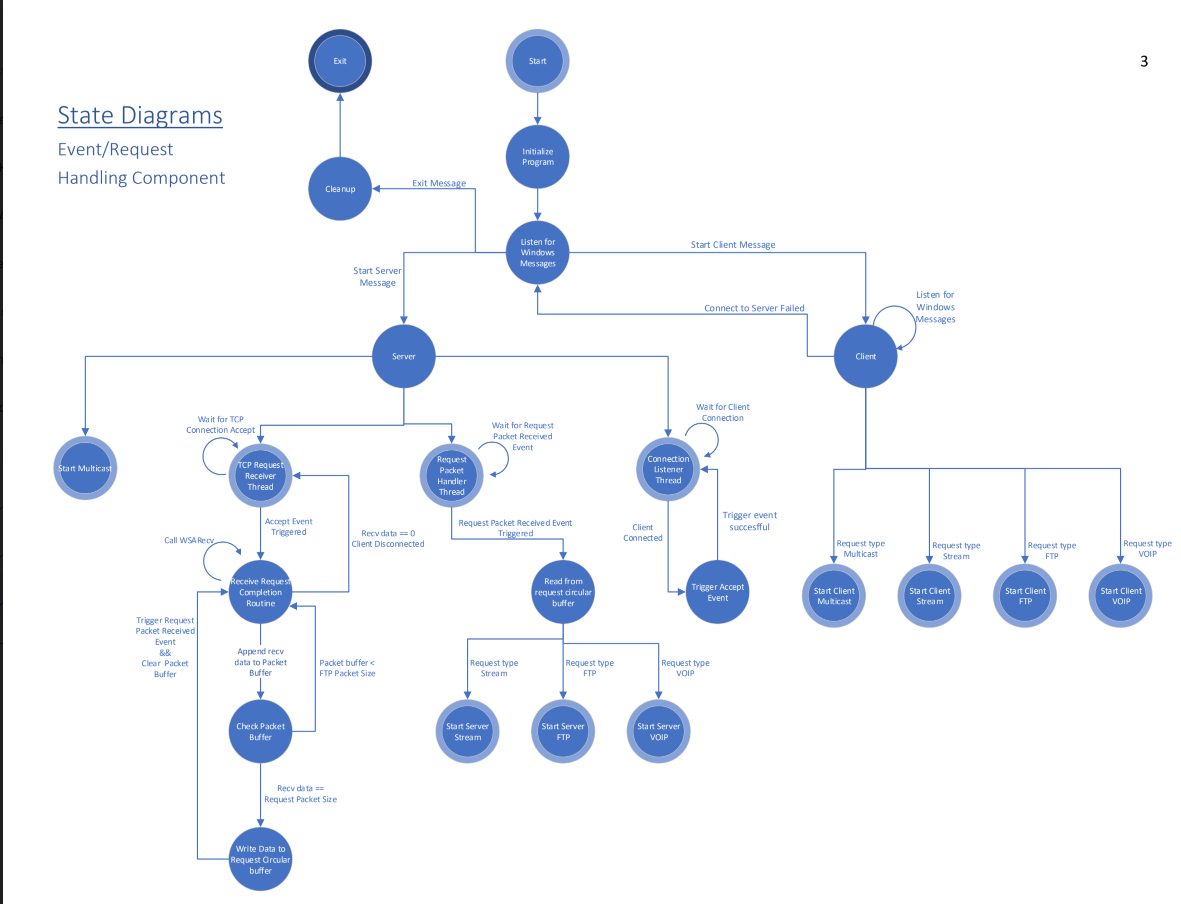 3
State Diagrams
Event/Request
Handling Component
Exit
Start
Initialize
Program
Cleanup
Exit Message
Listen for
Windows
Messages
Start Client Message
Start Server
Message
Connect to Server Failed
Listen for
Windows
Messages
Server
Client
Wait for TCP
Connection Accept
Wait for Request
Packet Received
Event
Wait for Client
Connection
Start Multicast
TCP Request
Receiver
Thread
Request
Packet
Handler
Thread
Connection
Listener
Thread
Accept Event
Triggered
Recv data == 0
Client Disconnected
Request Packet Received Event
Triggered
Client
Connected
Trigger event
succesfful
Call WSARecv
Receive Request
Completion
Routine
Read from
request circular
buffer
Trigger Accept
Event
Request type
Multicast
Request type
Stream
Request type
FTP
Request type
VOIP
Start Client
Multicast
Start Client
Stream
Start Client
FTP
Start Client
VOIP
Trigger Request
Packet Received
Event
&&
Clear Packet
Buffer
Append recv
data to Packet
Buffer
Packet buffer <
FTP Packet Size
Request type
Stream
Request type
FTP
Request type
VOIP
Check Packet
Buffer
Start Server
Stream
Start Server
FTP
Start Server
VOIP
Recv data ==
Request Packet Size
Write Data to
Request Circular
buffer